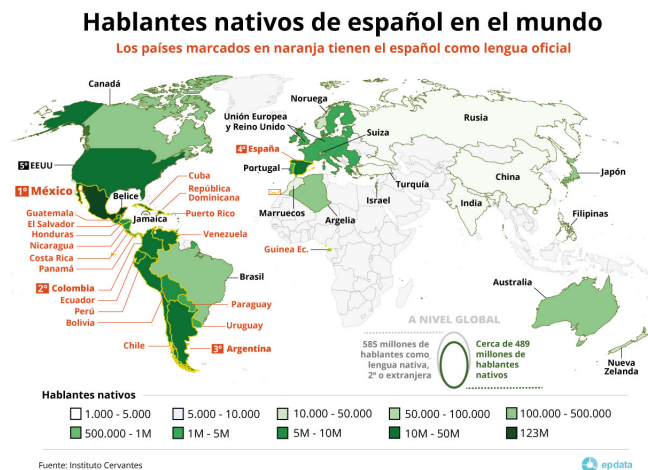 Hablantes nativos de español en el mundo
Los países marcados en naranja tienen el español como lengua oficial
Canadá
Noruega
Unión Europea
y Reino Unido
Rusia
Suiza
4º España
5º EEUU
Portugal
Japón
1º México
Cuba
Belice
República
Dominicana
Turquía
China
Israel
India
Jamaica
Puerto Rico
Marruecos
Argelia
Filipinas
Guatemala
El Salvador
Honduras
Nicaragua
Costa Rica
Panamá
Venezuela
Guinea Ec.
2º Colombia
Ecuador
Perú
Bolivia
Brasil
Australia
Paraguay
Uruguay
Chile
3º Argentina
A NIVEL GLOBAL
585 millones de
hablantes como
lengua nativa,
2ª o extranjera
Cerca de 489
millones de
hablantes
nativos
Nueva
Zelanda
Hablantes nativos
1.000 - 5.000
5.000 - 10.000
10.000 - 50.000
50.000 - 100.000
100.000 - 500.000
500.000 - 1M
1M - 5M
5M - 10M
10M - 50M
123M
Fuente: Instituto Cervantes
epdata